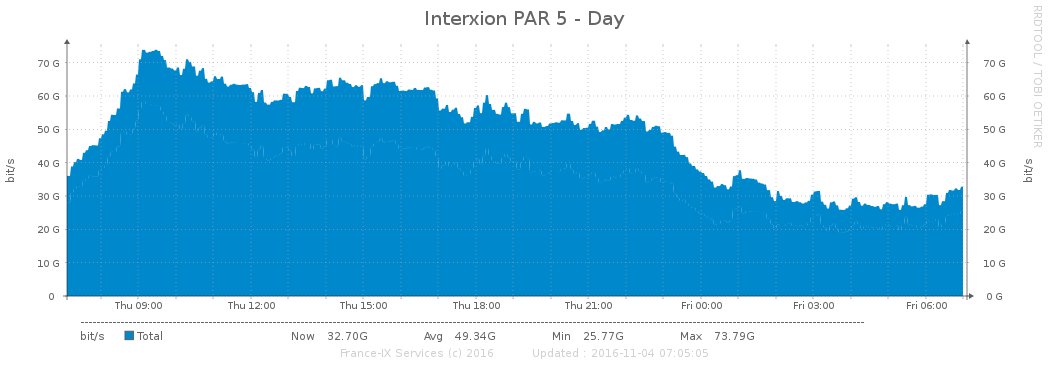 Interxion PAR 5 - Day
RRDTOOL / TOBI OETIKER
bit/s
70 G
60 G
50 G
40 G
30 G
20 G
10 G
0
70 G
60 G
50 G
40 G
30 G
20 G
10 G
0 G
bit/s
Thu 09:00 Thu 12:00 Thu 15:00 Thu 18:00 Thu 21:00 Fri 00:00 Fri 03:00 Fri 06:00
bit/s Total Now 32.70G Avg 49.34G Min 25.77G Max 73.79G
France-IX Services (c) 2016 Updated : 2016-11-04 07:05:05